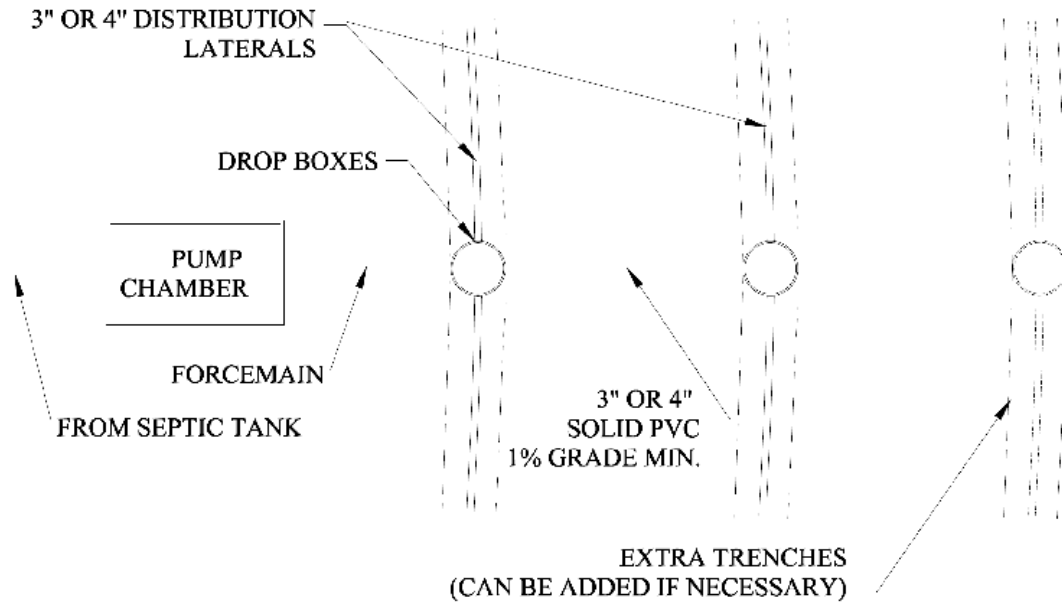 3" OR 4" DISTRIBUTION
LATERALS
DROP BOXES
PUMP
CHAMBER
FORCEMAIN
FROM SEPTIC TANK
3" OR 4"
SOLID PVC
1% GRADE MIN.
EXTRA TRENCHES
(CAN BE ADDED IF NECESSARY)